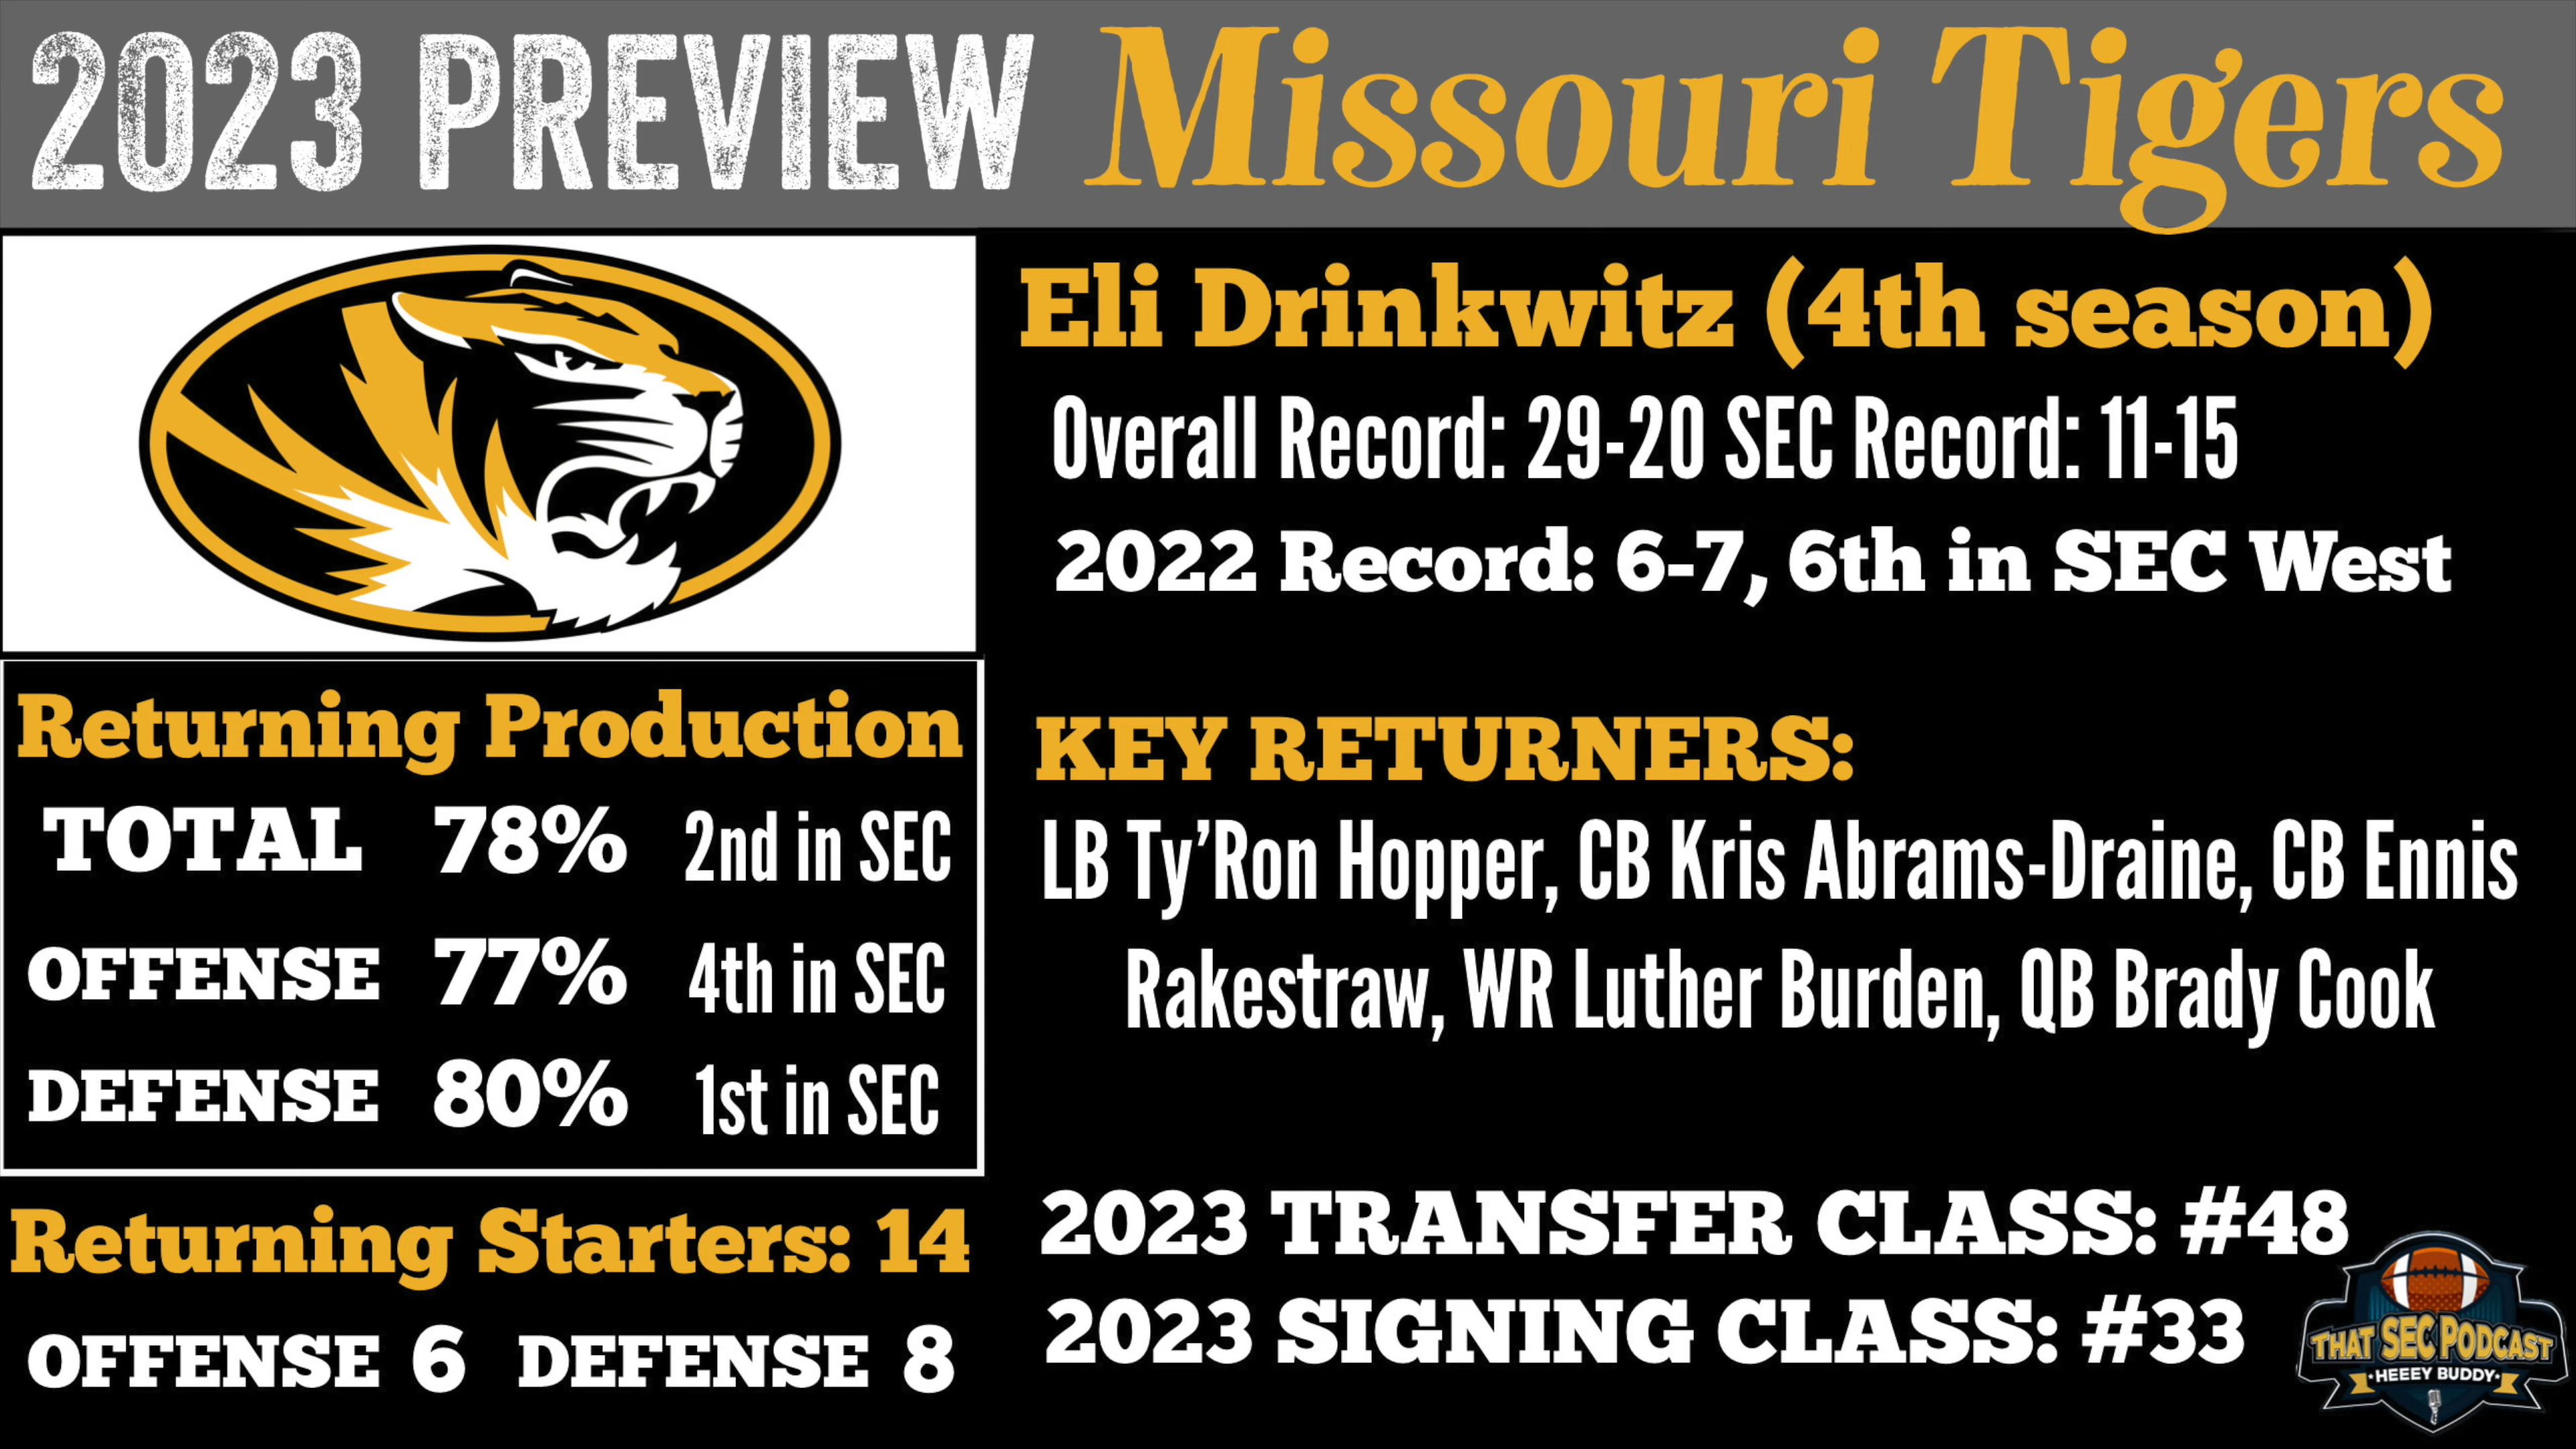 2023 PREVIEW Missouri Tigers
Eli Drinkwitz (4th season)
Overall Record: 29-20 SEC Record: 11-15
2022 Record: 6-7, 6th in SEC West
Returning Production
TOTAL 78% 2nd in SEC
OFFENSE 77% 4th in SEC
DEFENSE 80% 1st in SEC
Returning Starters: 14
OFFENSE 6 DEFENSE 8
KEY RETURNERS:
LB Ty'Ron Hopper, CB Kris Abrams-Draine, CB Ennis
Rakestraw, WR Luther Burden, QB Brady Cook
2023 TRANSFER CLASS: #48
2023 SIGNING CLASS: #33
THAT SEC PODCAST
HEEEY BUDDY